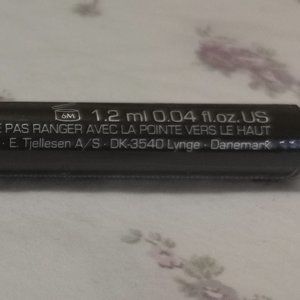 6M 1.2 ml 0.04 fl.oz.US
PAS RANGER AVEC LA POINTE VERS LE HAUT
· E. Tjellesen A/S · DK-3540 Lynge · Danemark